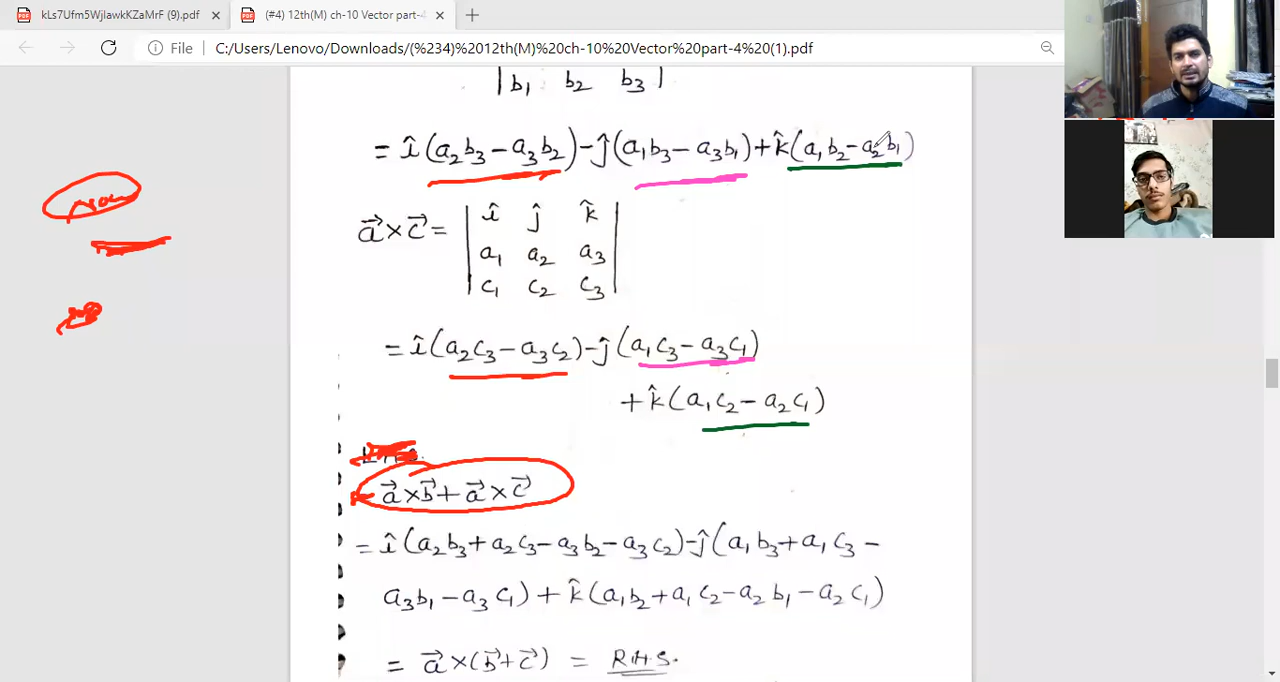 kLs7Ufm5WjlawkKZaMrF (9).pdf
(#4) 12th(M) ch-10 Vector part-4
File
C:/Users/Lenovo/Downloads/(%234)%2012th(M)%20ch-10%20Vector%20part-4%20(1).pdf
| b₁ b₂ b₃ |
= î(a₂b₃ − a₃b₂) − ĵ(a₁b₃ − a₃b₁) + k̂(a₁b₂ − a₂b₁)
a⃗ × c⃗ = | î ĵ k̂ |
a₁ a₂ a₃
c₁ c₂ c₃
= î(a₂c₃ − a₃c₂) − ĵ(a₁c₃ − a₃c₁)
+ k̂(a₁c₂ − a₂c₁)
a⃗ × b⃗ + a⃗ × c⃗
= î(a₂b₃ + a₂c₃ − a₃b₂ − a₃c₂) − ĵ(a₁b₃ + a₁c₃ −
a₃b₁ − a₃c₁) + k̂(a₁b₂ + a₁c₂ − a₂b₁ − a₂c₁)
= a⃗ × (b⃗ + c⃗) = R.H.S.